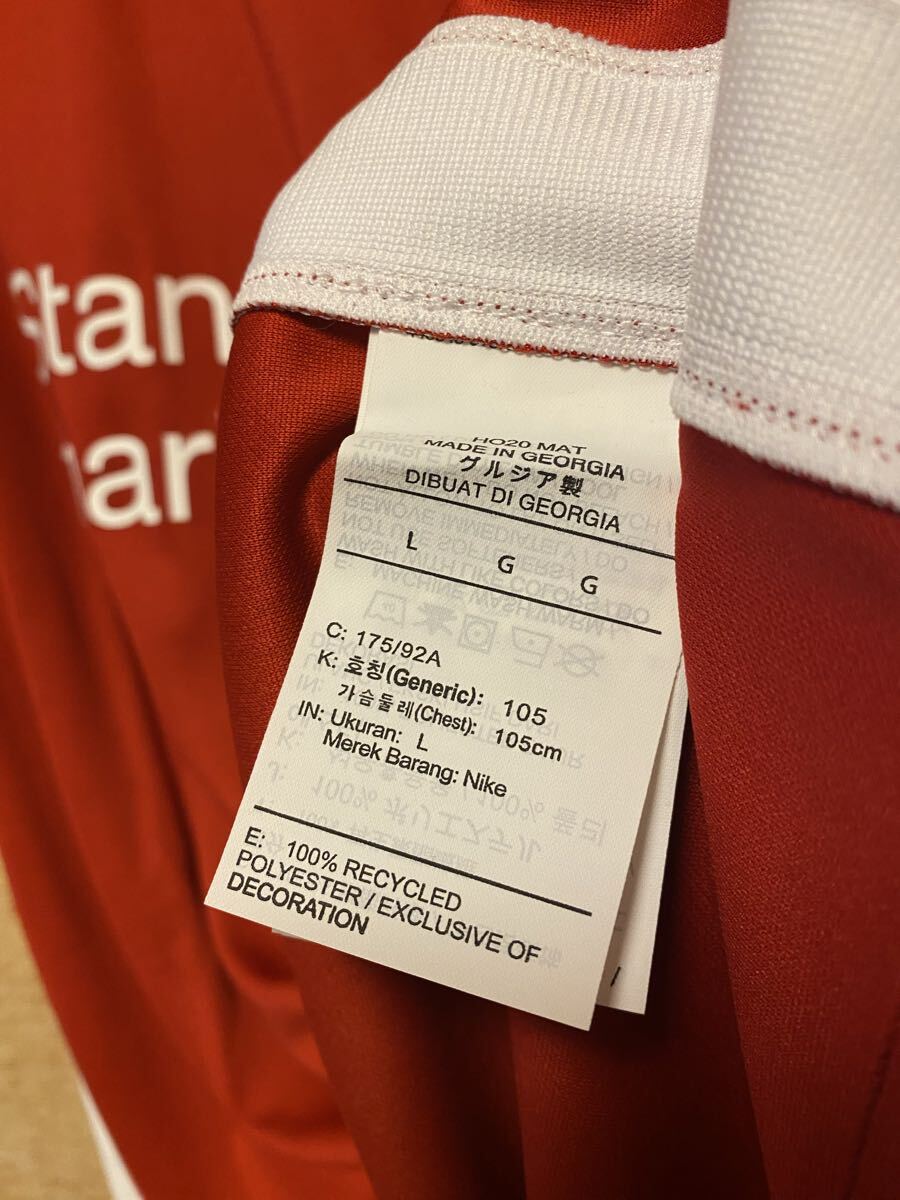 Stan
HO20 MAT
MADE IN GEORGIA
グルジア製
DIBUAT DI GEORGIA
L G G
C: 175/92A
K: 호칭(Generic): 105
가슴둘레(Chest): 105cm
IN: Ukuran: L
Merek Barang: Nike
E: 100% RECYCLED
POLYESTER / EXCLUSIVE OF
DECORATION